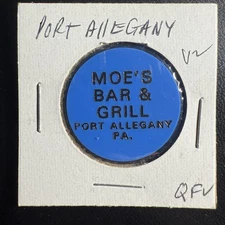 PORT ALLEGANY
V2
MOE'S
BAR &
GRILL
PORT ALLEGANY
PA.
QFV